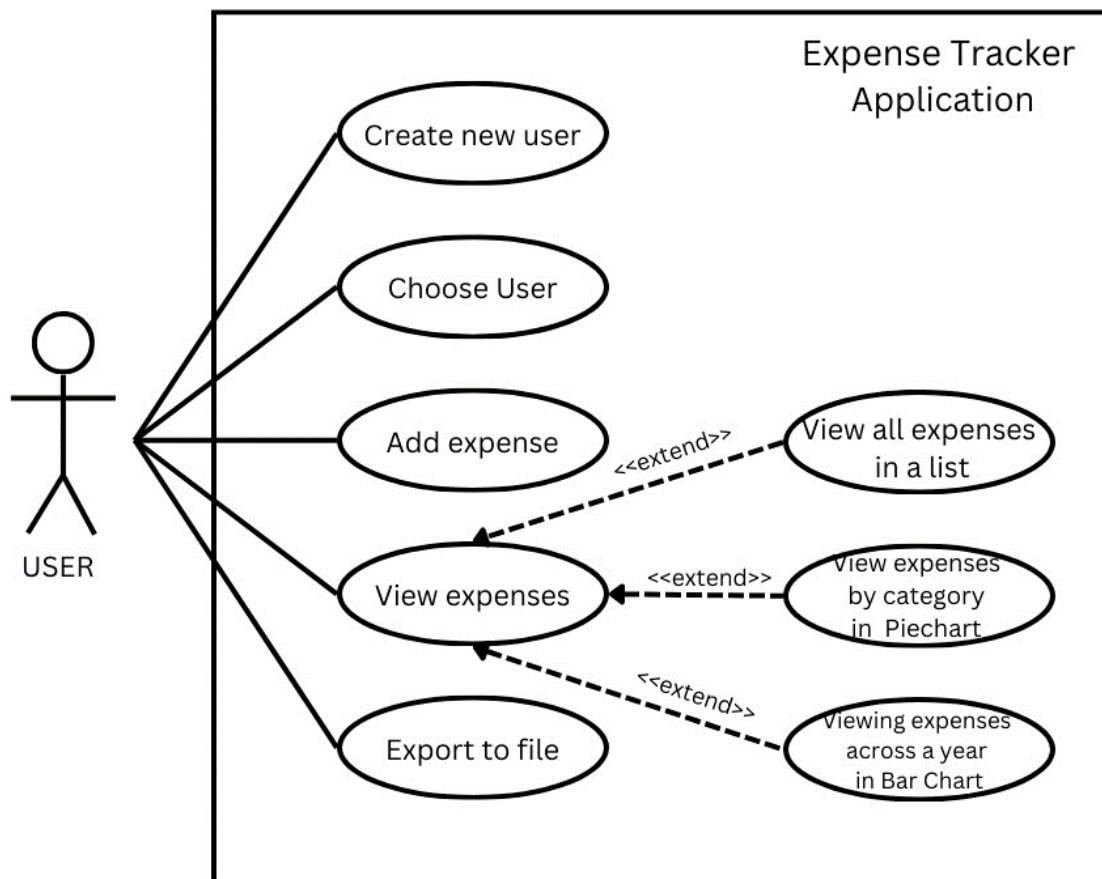 Expense Tracker
Application
Create new user
Choose User
Add expense
<<extend>>
View all expenses
in a list
USER
View expenses
<<extend>>
View expenses
by category
in Piechart
<<extend>>
Export to file
Viewing expenses
across a year
in Bar Chart